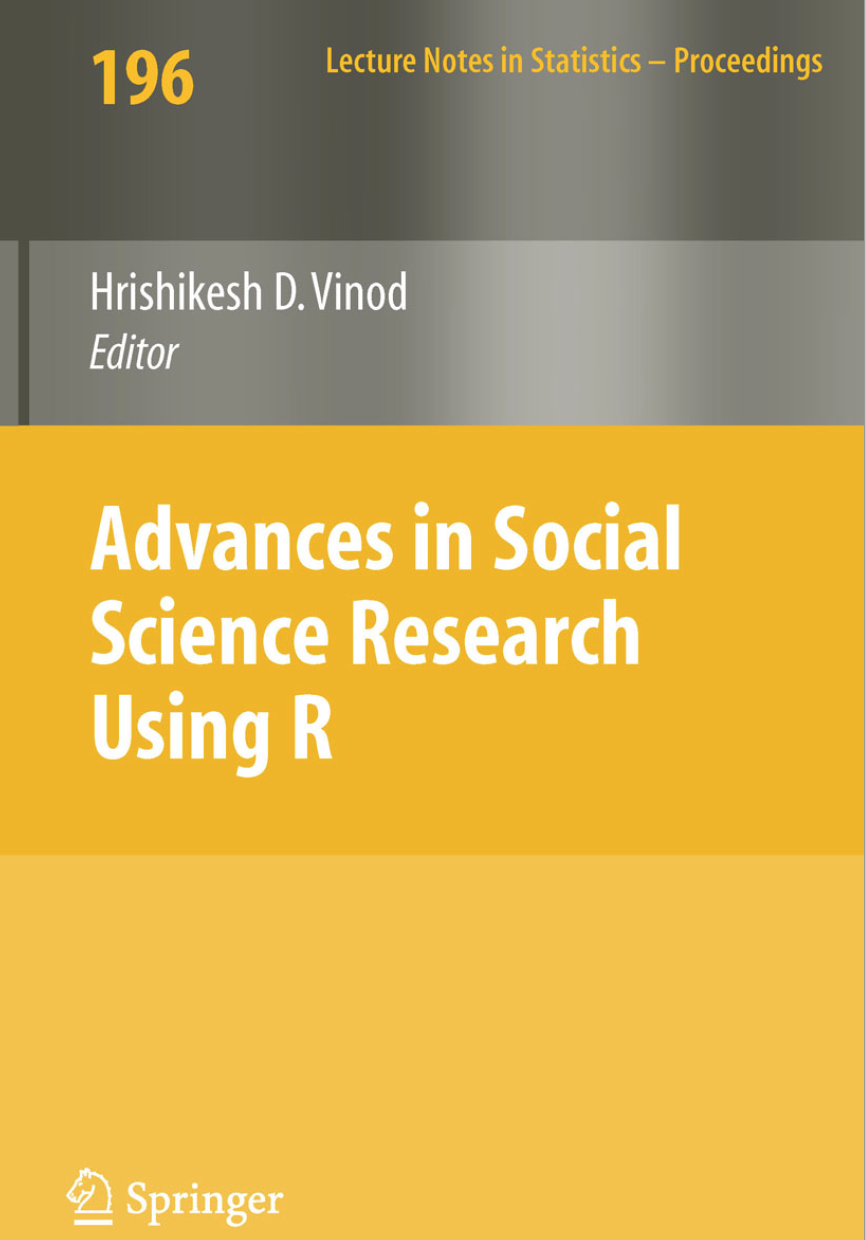 196
Lecture Notes in Statistics – Proceedings
Hrishikesh D. Vinod
Editor
Advances in Social
Science Research
Using R
Springer